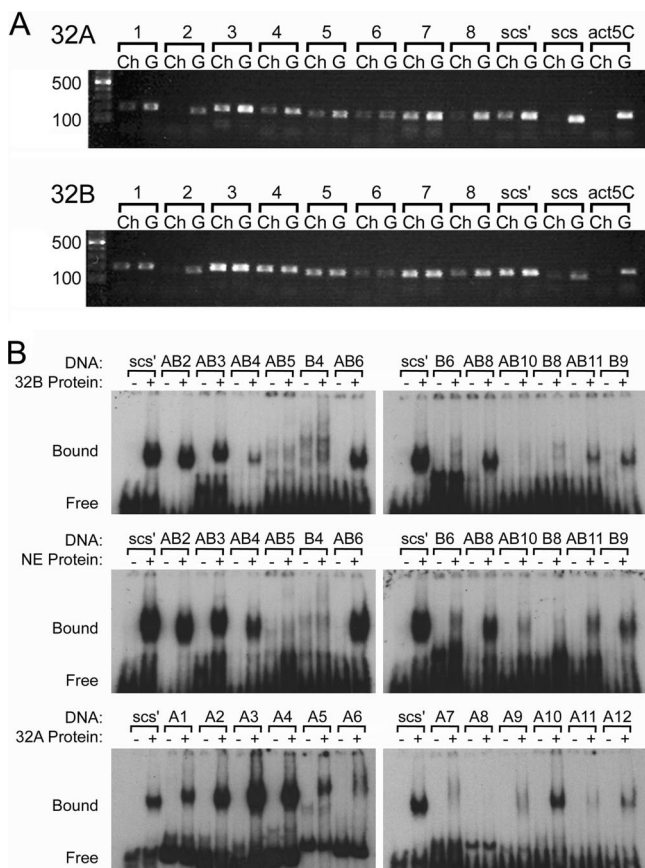 A
32A
1 2 3 4 5 6 7 8 scs' scs act5C
Ch G Ch G Ch G Ch G Ch G Ch G Ch G Ch G Ch G Ch G Ch G
500
100
32B
1 2 3 4 5 6 7 8 scs' scs act5C
Ch G Ch G Ch G Ch G Ch G Ch G Ch G Ch G Ch G Ch G Ch G
500
100
B
DNA: scs' AB2 AB3 AB4 AB5 B4 AB6 scs' B6 AB8 AB10 B8 AB11 B9
32B Protein: - + - + - + - + - + - + - + - + - + - + - + - + - + - +
Bound
Free
DNA: scs' AB2 AB3 AB4 AB5 B4 AB6 scs' B6 AB8 AB10 B8 AB11 B9
NE Protein: - + - + - + - + - + - + - + - + - + - + - + - + - + - +
Bound
Free
DNA: scs' A1 A2 A3 A4 A5 A6 scs' A7 A8 A9 A10 A11 A12
32A Protein: - + - + - + - + - + - + - + - + - + - + - + - + - + - +
Bound
Free